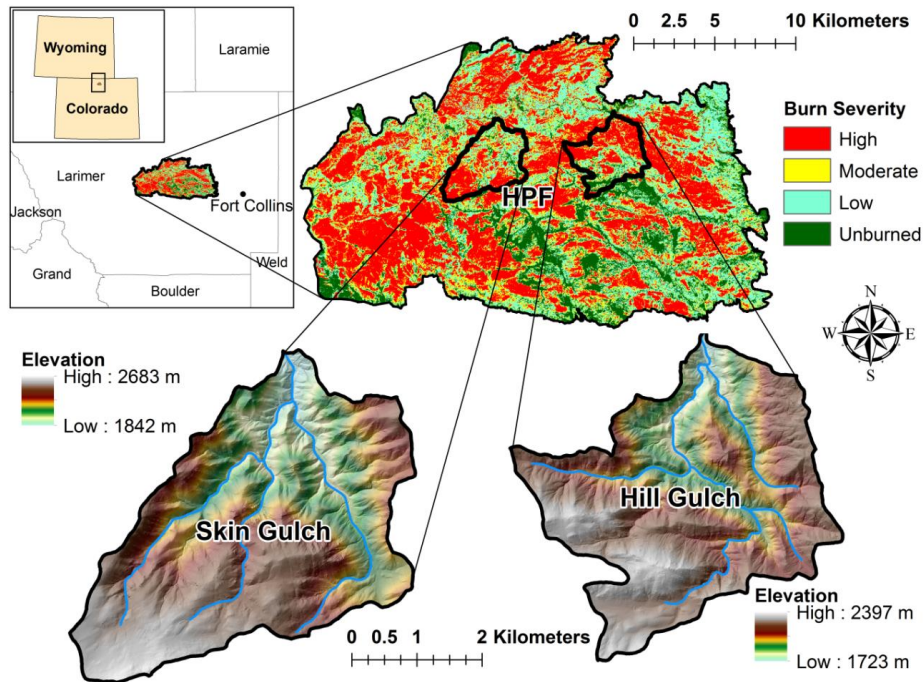 Wyoming
Colorado
Laramie
Larimer
Fort Collins
Jackson
Grand
Weld
Boulder
0 2.5 5 10 Kilometers
HPF
Burn Severity
High
Moderate
Low
Unburned
N
W E
S
Elevation
High : 2683 m
Low : 1842 m
Skin Gulch
Hill Gulch
0 0.5 1 2 Kilometers
Elevation
High : 2397 m
Low : 1723 m